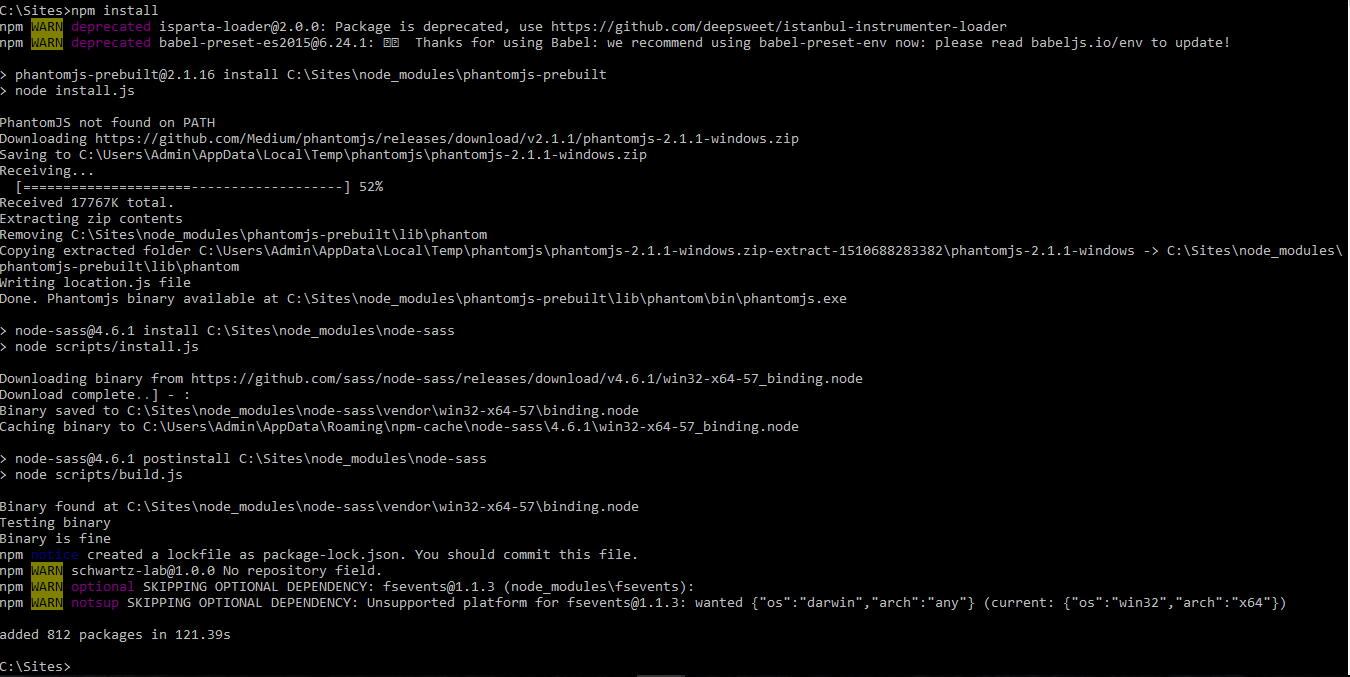 C:\Sites>npm install
npm WARN deprecated isparta-loader@2.0.0: Package is deprecated, use https://github.com/deepsweet/istanbul-instrumenter-loader
npm WARN deprecated babel-preset-es2015@6.24.1: Thanks for using Babel: we recommend using babel-preset-env now: please read babeljs.io/env to update!
> phantomjs-prebuilt@2.1.16 install C:\Sites\node_modules\phantomjs-prebuilt
> node install.js
PhantomJS not found on PATH
Downloading https://github.com/Medium/phantomjs/releases/download/v2.1.1/phantomjs-2.1.1-windows.zip
Saving to C:\Users\Admin\AppData\Local\Temp\phantomjs\phantomjs-2.1.1-windows.zip
Receiving...
[=====================-------------------] 52%
Received 17767K total.
Extracting zip contents
Removing C:\Sites\node_modules\phantomjs-prebuilt\lib\phantom
Copying extracted folder C:\Users\Admin\AppData\Local\Temp\phantomjs\phantomjs-2.1.1-windows.zip-extract-1510688283382\phantomjs-2.1.1-windows -> C:\Sites\node_modules\
phantomjs-prebuilt\lib\phantom
Writing location.js file
Done. Phantomjs binary available at C:\Sites\node_modules\phantomjs-prebuilt\lib\phantom\bin\phantomjs.exe
> node-sass@4.6.1 install C:\Sites\node_modules\node-sass
> node scripts/install.js
Downloading binary from https://github.com/sass/node-sass/releases/download/v4.6.1/win32-x64-57_binding.node
Download complete..] - :
Binary saved to C:\Sites\node_modules\node-sass\vendor\win32-x64-57\binding.node
Caching binary to C:\Users\Admin\AppData\Roaming\npm-cache\node-sass\4.6.1\win32-x64-57_binding.node
> node-sass@4.6.1 postinstall C:\Sites\node_modules\node-sass
> node scripts/build.js
Binary found at C:\Sites\node_modules\node-sass\vendor\win32-x64-57\binding.node
Testing binary
Binary is fine
npm notice created a lockfile as package-lock.json. You should commit this file.
npm WARN schwartz-lab@1.0.0 No repository field.
npm WARN optional SKIPPING OPTIONAL DEPENDENCY: fsevents@1.1.3 (node_modules\fsevents):
npm WARN notsup SKIPPING OPTIONAL DEPENDENCY: Unsupported platform for fsevents@1.1.3: wanted {"os":"darwin","arch":"any"} (current: {"os":"win32","arch":"x64"})
added 812 packages in 121.39s
C:\Sites>